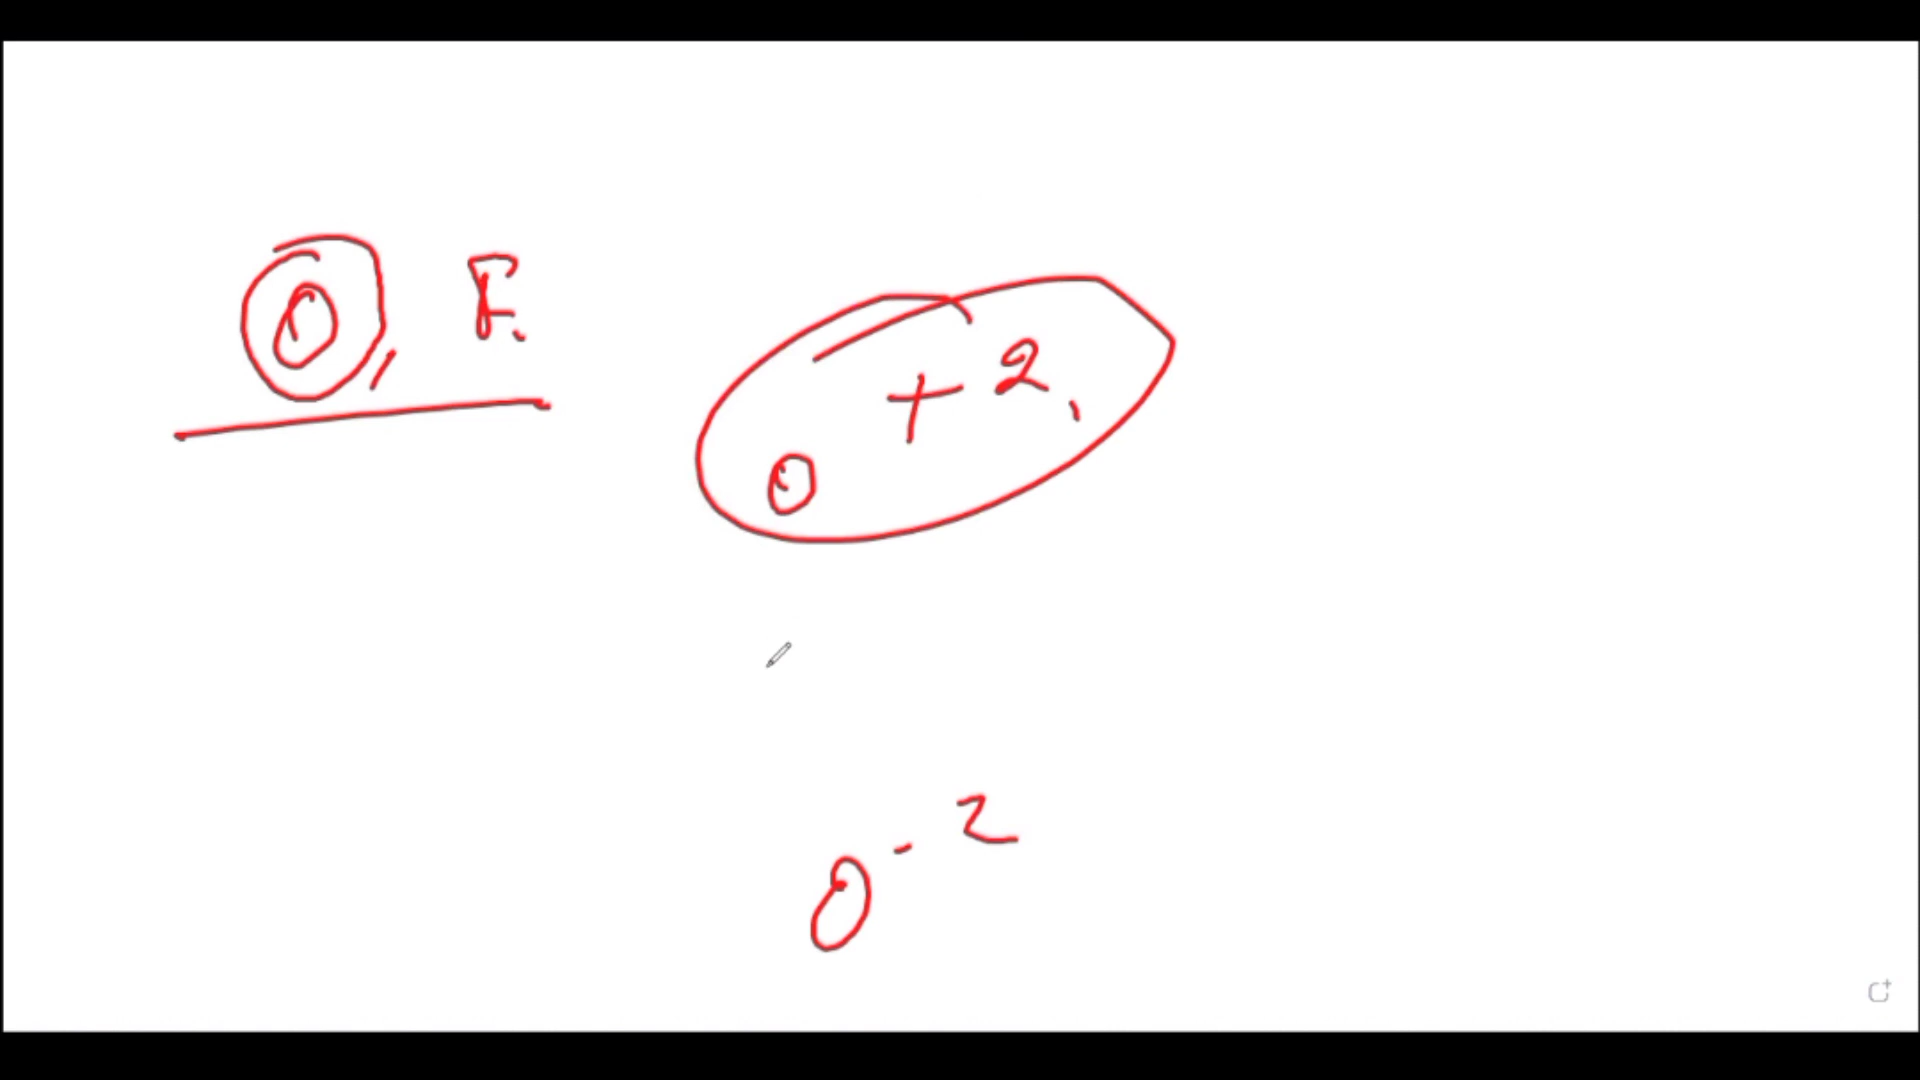 O, F.
O +2,
O -2